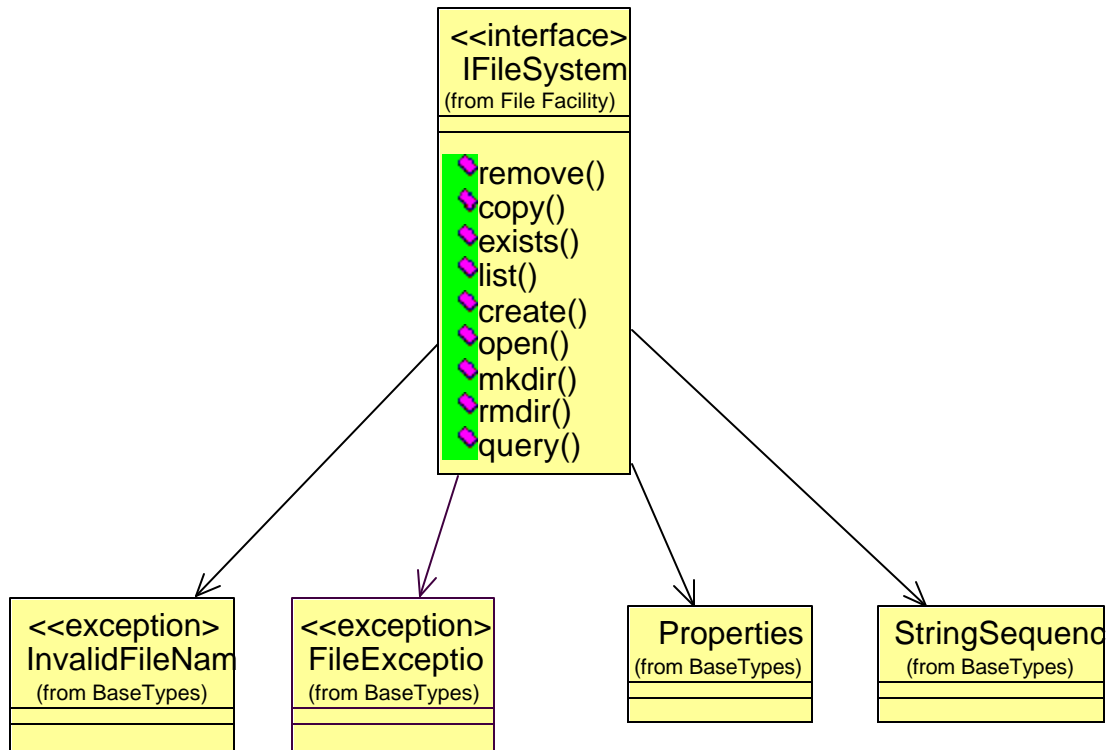 <<interface>
IFileSystem
(from File Facility)
remove()
copy()
exists()
list()
create()
open()
mkdir()
rmdir()
query()
<<exception>
InvalidFileNam
(from BaseTypes)
<<exception>
FileExceptio
(from BaseTypes)
Properties
(from BaseTypes)
StringSequenc
(from BaseTypes)